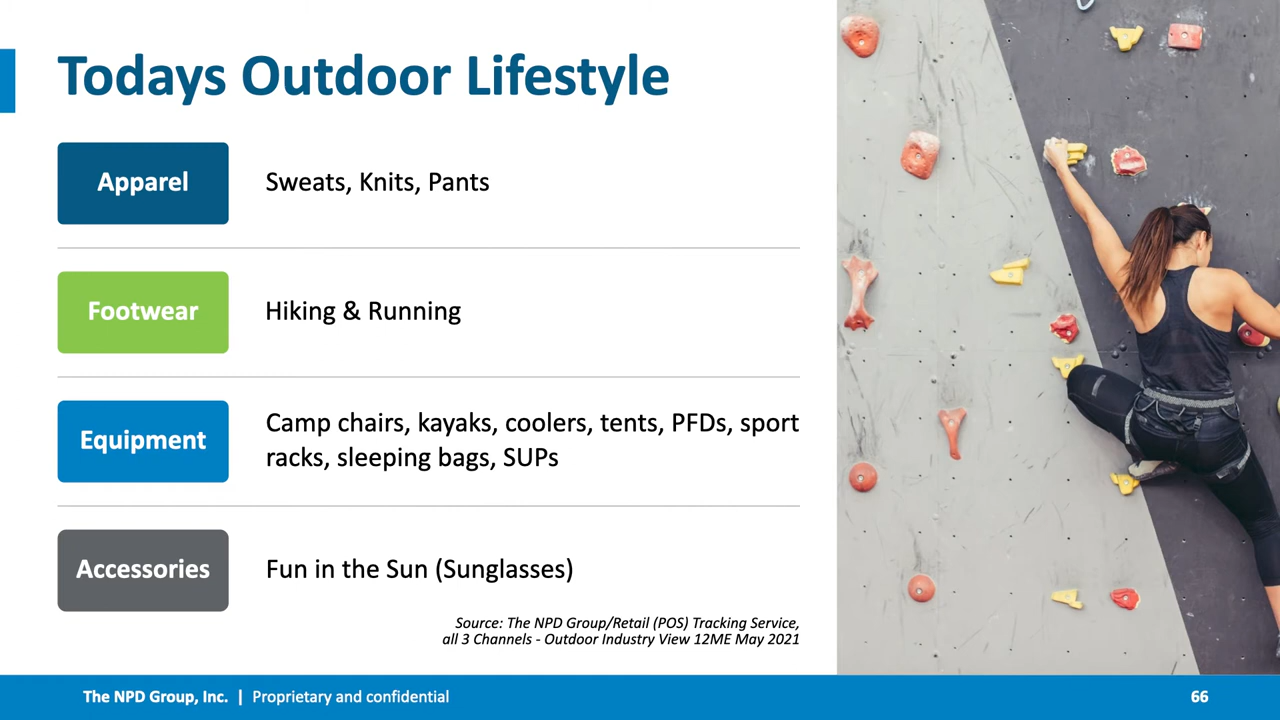 Todays Outdoor Lifestyle
Apparel
Sweats, Knits, Pants
Footwear
Hiking & Running
Equipment
Camp chairs, kayaks, coolers, tents, PFDs, sport
racks, sleeping bags, SUPs
Accessories
Fun in the Sun (Sunglasses)
Source: The NPD Group/Retail (POS) Tracking Service,
all 3 Channels - Outdoor Industry View 12ME May 2021
The NPD Group, Inc. | Proprietary and confidential
66